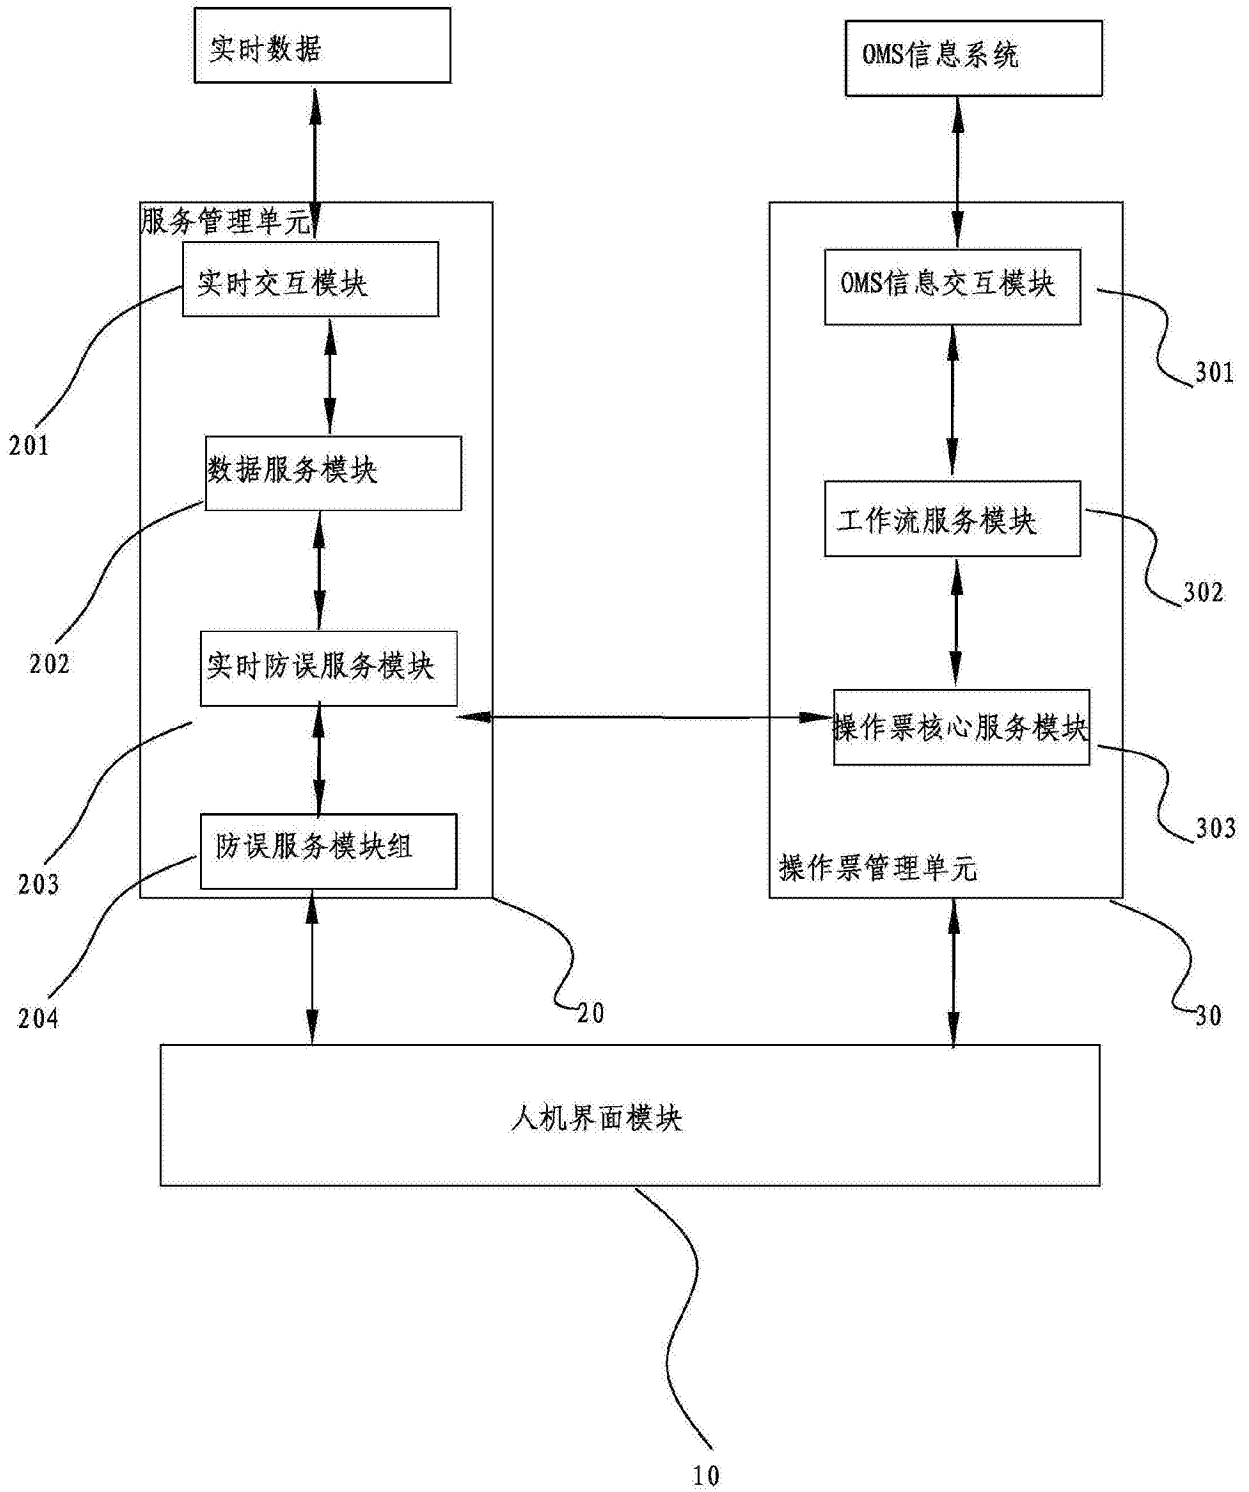 实时数据
OMS信息系统
服务管理单元
实时交互模块
OMS信息交互模块
301
201
数据服务模块
工作流服务模块
302
202
实时防误服务模块
操作票核心服务模块
303
防误服务模块组
操作票管理单元
203
204
20
30
人机界面模块
10